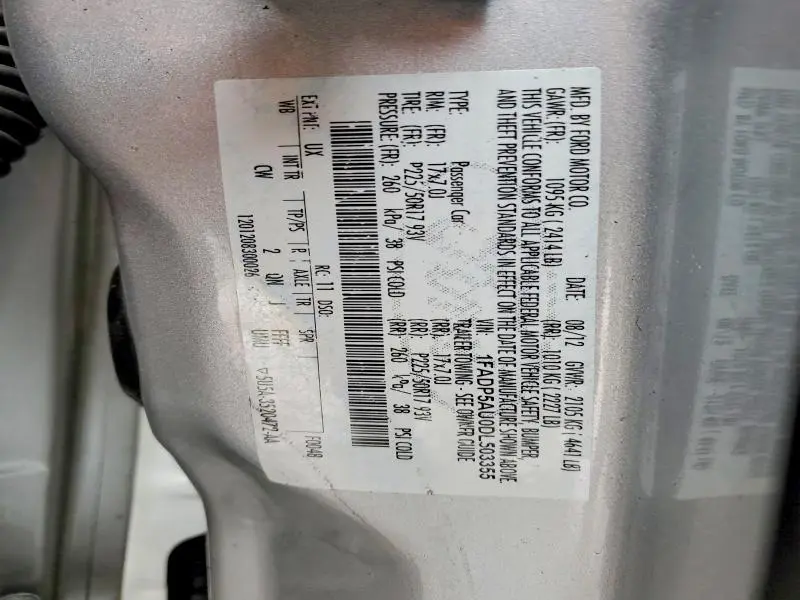 MFD. BY FORD MOTOR CO.
DATE: 08/12 GVWR: 2105 KG ( 4641 LB)
GAWR: (FR): 1095 KG ( 2414 LB) (RR): 1010 KG ( 2227 LB)
THIS VEHICLE CONFORMS TO ALL APPLICABLE FEDERAL MOTOR VEHICLE SAFETY, BUMPER,
AND THEFT PREVENTION STANDARDS IN EFFECT ON THE DATE OF MANUFACTURE SHOWN ABOVE.
VIN: 1FADP5AU0DL503355
TYPE: Passenger Car TRAILER TOWING - SEE OWNER GUIDE
RIM: (FR): 17x7.0J (RR): 17x7.0J
TIRE: (FR): P225/50R17 93V (RR): P225/50R17 93V
PRESSURE (FR): 260 kPa/ 38 PSI COLD (RR): 260 kPa/ 38 PSI COLD
EXT PNT: UX RC: 11 DSO: F0048
WB INT TR TP/PS R AXLE TR SPR
CW 2 QN J FFFF
1201208300026